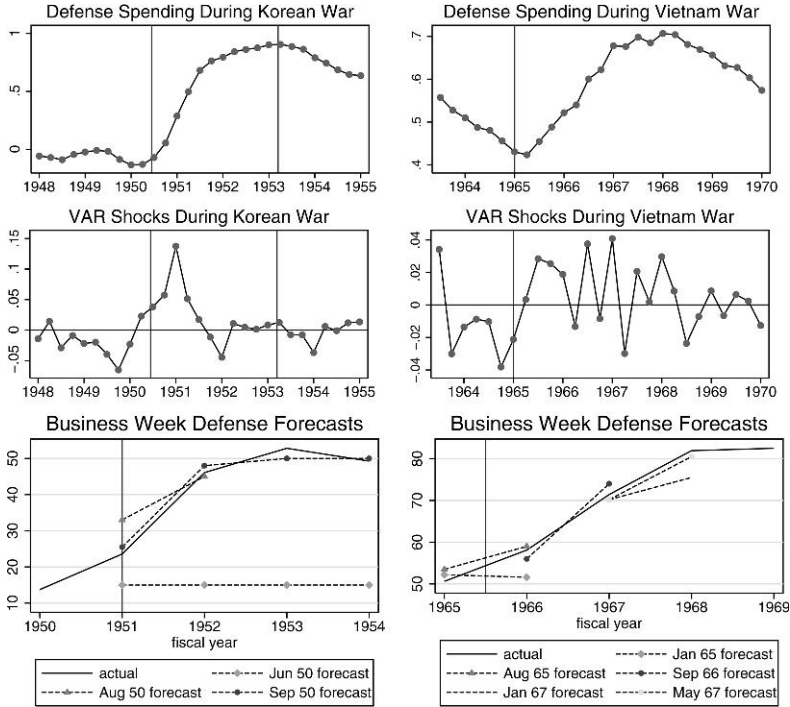 Defense Spending During Korean War
1
.5
0
1948 1949 1950 1951 1952 1953 1954 1955
Defense Spending During Vietnam War
.7
.6
.5
.4
1964 1965 1966 1967 1968 1969 1970
VAR Shocks During Korean War
.15
.1
.05
0
-.05
1948 1949 1950 1951 1952 1953 1954 1955
VAR Shocks During Vietnam War
.04
.02
0
-.02
-.04
1964 1965 1966 1967 1968 1969 1970
Business Week Defense Forecasts
50
40
30
20
10
1950 1951 1952 1953 1954
fiscal year
actual Jun 50 forecast
Aug 50 forecast Sep 50 forecast
Business Week Defense Forecasts
80
70
60
50
1965 1966 1967 1968 1969
fiscal year
actual Jan 65 forecast
Aug 65 forecast Sep 66 forecast
Jan 67 forecast May 67 forecast